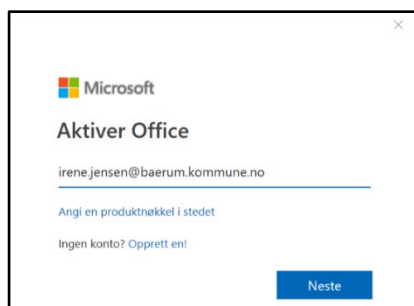 Microsoft
Aktiver Office
irene.jensen@baerum.kommune.no
Angi en produktnøkkel i stedet
Ingen konto? Opprett en!
Neste